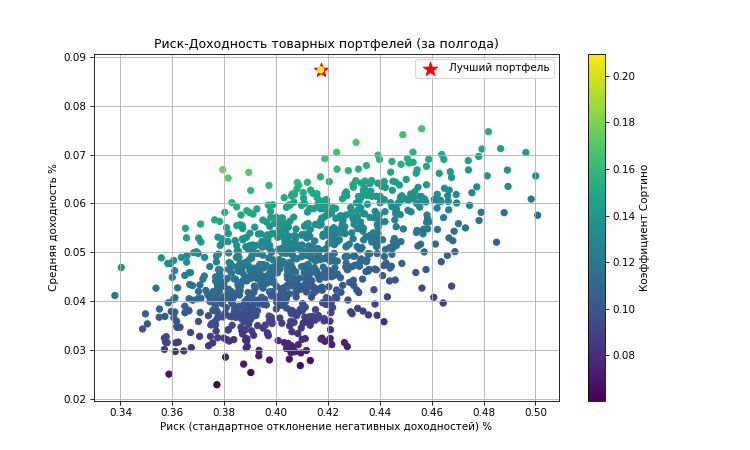 Риск-Доходность товарных портфелей (за полгода)
Лучший портфель
Средняя доходность %
0.09
0.08
0.07
0.06
0.05
0.04
0.03
0.02
0.34 0.36 0.38 0.40 0.42 0.44 0.46 0.48 0.50
Риск (стандартное отклонение негативных доходностей) %
0.20
0.18
0.16
0.14
0.12
0.10
0.08
Коэффициент Сортино